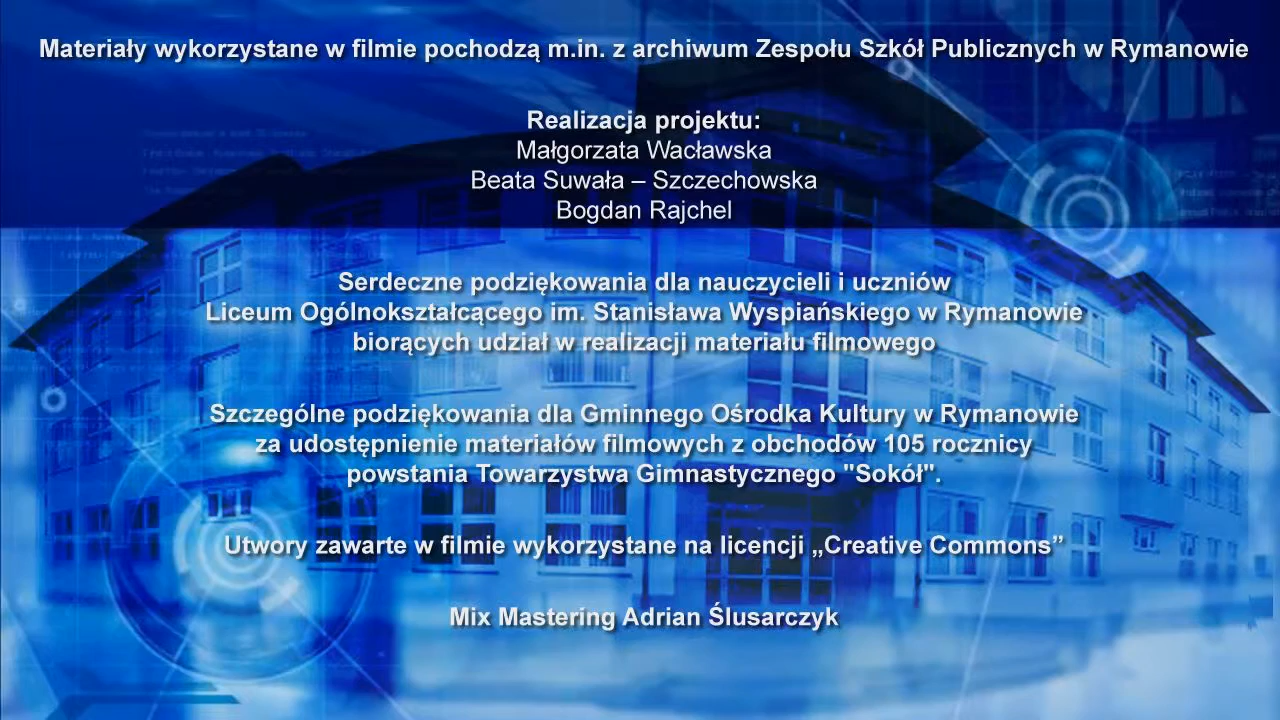 Materiały wykorzystane w filmie pochodzą m.in. z archiwum Zespołu Szkół Publicznych w Rymanowie
Realizacja projektu:
Małgorzata Wacławska
Beata Suwała – Szczechowska
Bogdan Rajchel
Serdeczne podziękowania dla nauczycieli i uczniów
Liceum Ogólnokształcącego im. Stanisława Wyspiańskiego w Rymanowie
biorących udział w realizacji materiału filmowego
Szczególne podziękowania dla Gminnego Ośrodka Kultury w Rymanowie
za udostępnienie materiałów filmowych z obchodów 105 rocznicy
powstania Towarzystwa Gimnastycznego "Sokół".
Utwory zawarte w filmie wykorzystane na licencji „Creative Commons”
Mix Mastering Adrian Ślusarczyk